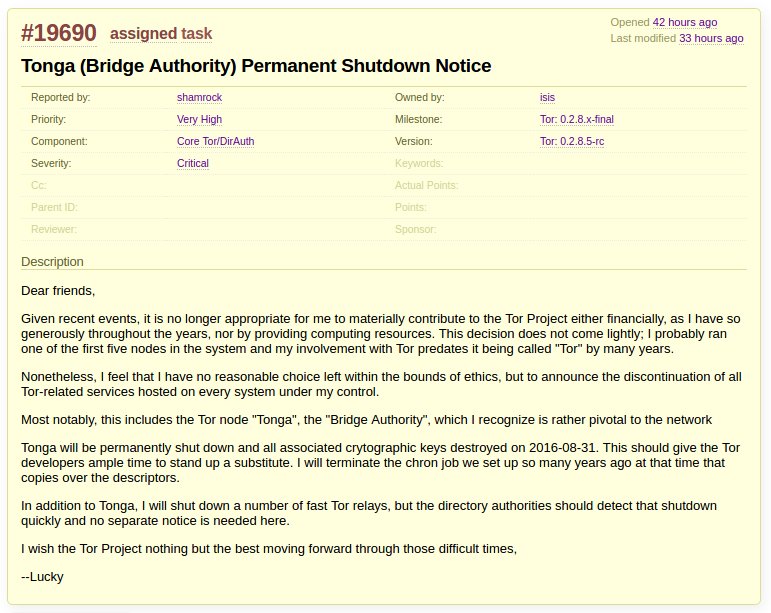 #19690 assigned task
Opened 42 hours ago
Last modified 33 hours ago
Tonga (Bridge Authority) Permanent Shutdown Notice
Reported by: shamrock Owned by: isis
Priority: Very High Milestone: Tor: 0.2.8.x-final
Component: Core Tor/DirAuth Version: Tor: 0.2.8.5-rc
Severity: Critical Keywords:
Cc: Actual Points:
Parent ID: Points:
Reviewer: Sponsor:
Description
Dear friends,
Given recent events, it is no longer appropriate for me to materially contribute to the Tor Project either financially, as I have so
generously throughout the years, nor by providing computing resources. This decision does not come lightly; I probably ran
one of the first five nodes in the system and my involvement with Tor predates it being called "Tor" by many years.
Nonetheless, I feel that I have no reasonable choice left within the bounds of ethics, but to announce the discontinuation of all
Tor-related services hosted on every system under my control.
Most notably, this includes the Tor node "Tonga", the "Bridge Authority", which I recognize is rather pivotal to the network
Tonga will be permanently shut down and all associated crytographic keys destroyed on 2016-08-31. This should give the Tor
developers ample time to stand up a substitute. I will terminate the chron job we set up so many years ago at that time that
copies over the descriptors.
In addition to Tonga, I will shut down a number of fast Tor relays, but the directory authorities should detect that shutdown
quickly and no separate notice is needed here.
I wish the Tor Project nothing but the best moving forward through those difficult times,
--Lucky